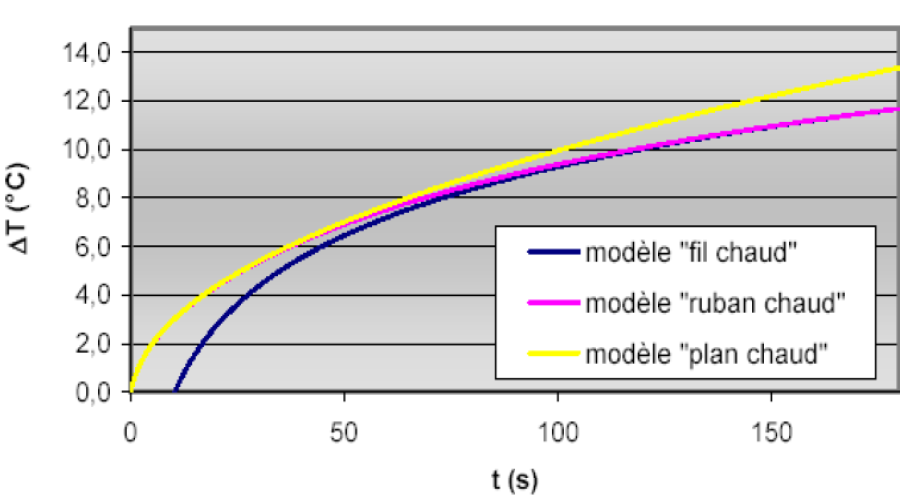 14,0
12,0
10,0
8,0
6,0
4,0
2,0
0,0
ΔT (°C)
0 50 100 150
t (s)
modèle "fil chaud"
modèle "ruban chaud"
modèle "plan chaud"